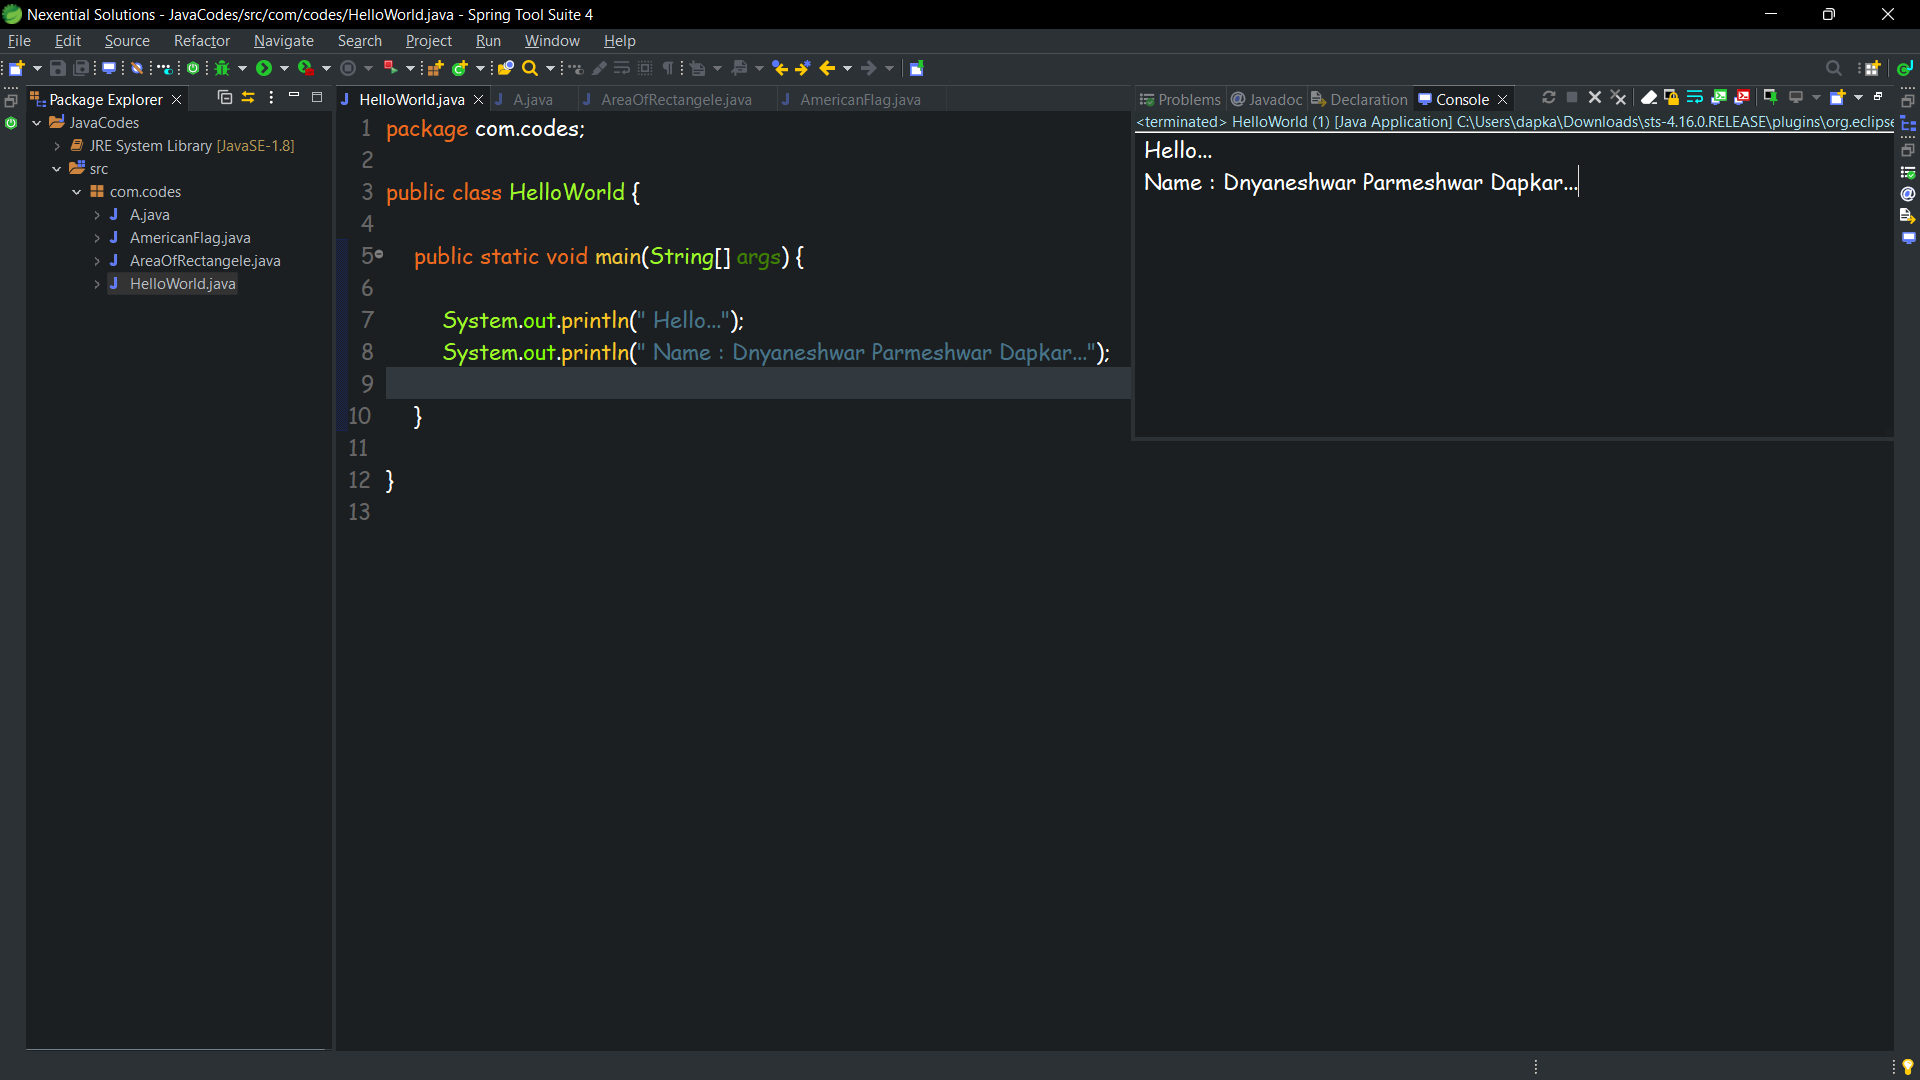 Nexential Solutions - JavaCodes/src/com/codes/HelloWorld.java - Spring Tool Suite 4
File Edit Source Refactor Navigate Search Project Run Window Help
Package Explorer
JavaCodes
JRE System Library [JavaSE-1.8]
src
com.codes
A.java
AmericanFlag.java
AreaOfRectangele.java
HelloWorld.java
HelloWorld.java A.java AreaOfRectangele.java AmericanFlag.java
1 package com.codes;
2
3 public class HelloWorld {
4
5 public static void main(String[] args) {
6
7 System.out.println(" Hello...");
8 System.out.println(" Name : Dnyaneshwar Parmeshwar Dapkar...");
9
10 }
11
12 }
13
Problems Javadoc Declaration Console
<terminated> HelloWorld (1) [Java Application] C:\Users\dapka\Downloads\sts-4.16.0.RELEASE\plugins\org.eclipse
Hello...
Name : Dnyaneshwar Parmeshwar Dapkar...